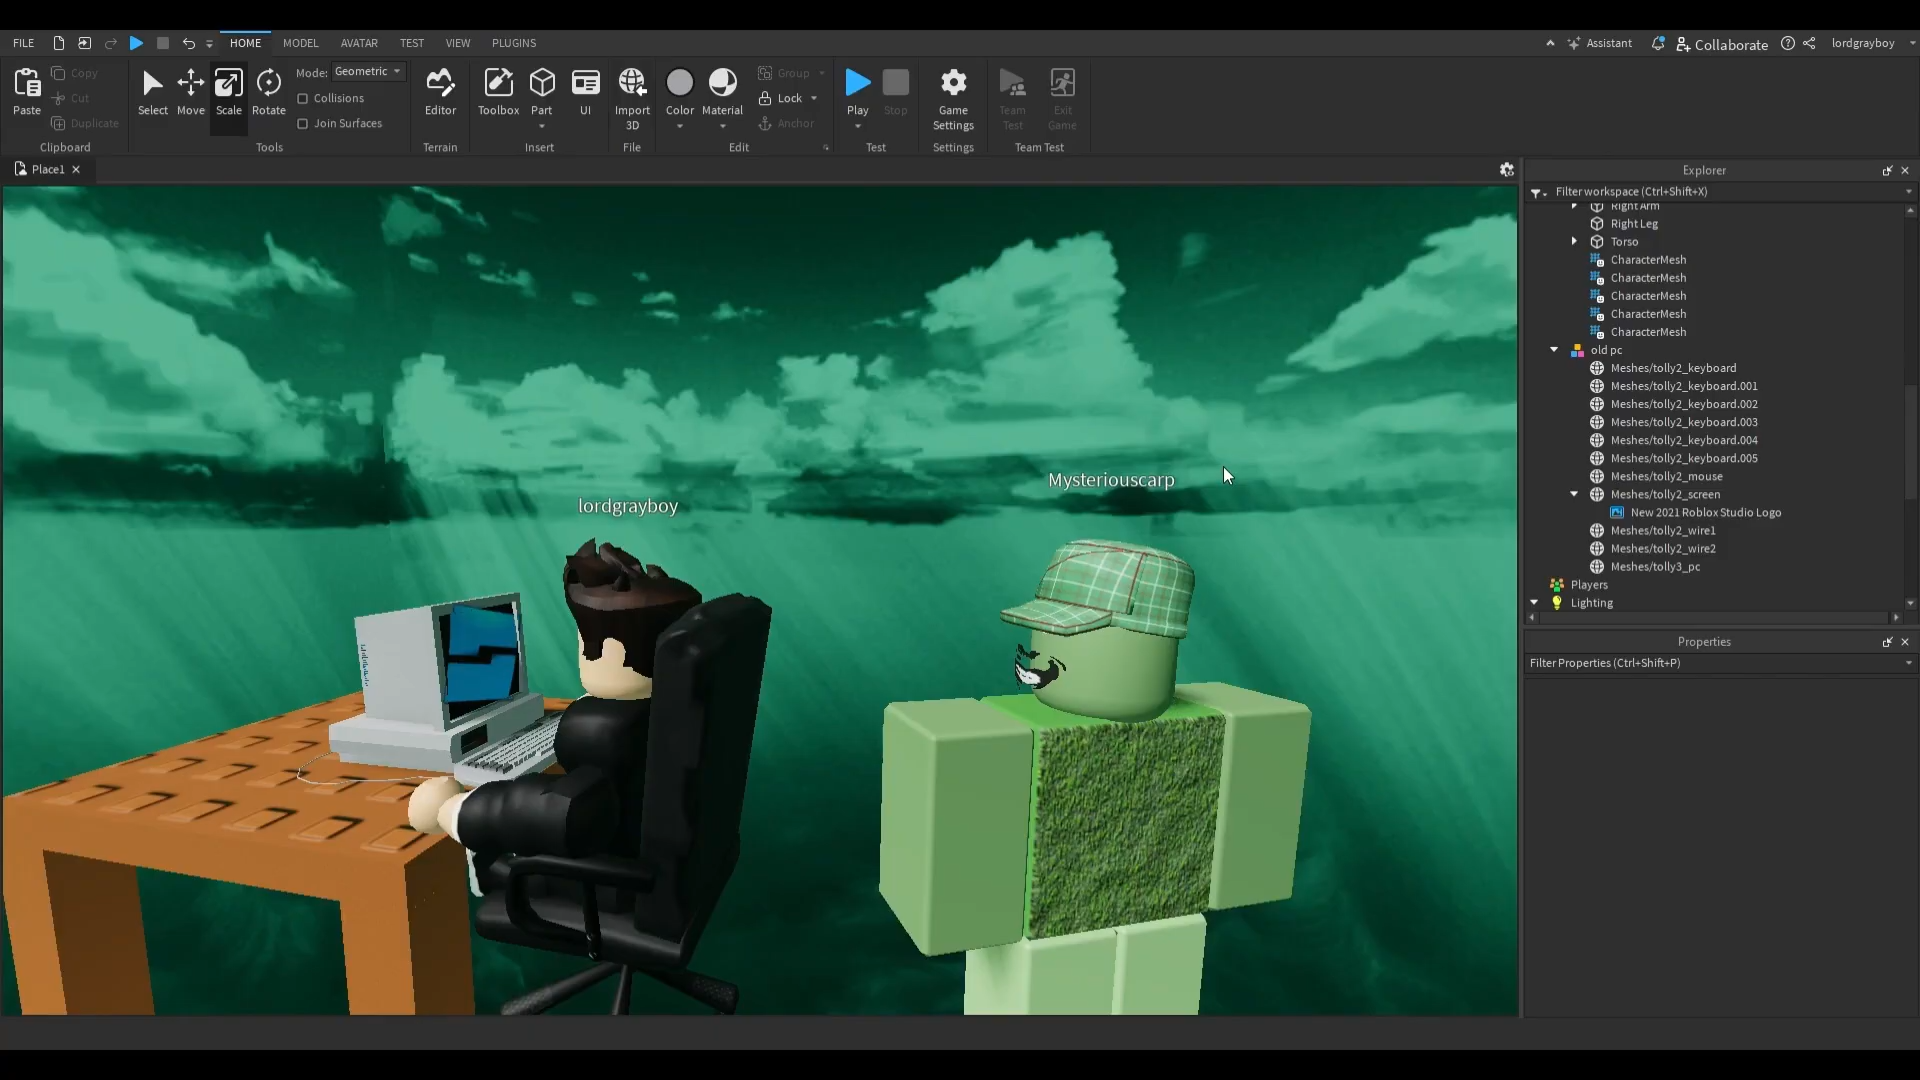 FILE HOME MODEL AVATAR TEST VIEW PLUGINS Assistant Collaborate lordgrayboy
Paste Copy Cut Duplicate
Clipboard
Select Move Scale Rotate
Mode: Geometric
Collisions
Join Surfaces
Tools
Editor
Terrain
Toolbox Part UI
Insert
Import 3D
File
Color Material
Group
Lock
Anchor
Edit
Play Stop
Test
Game Settings
Settings
Team Test Exit Game
Team Test
Place1
lordgrayboy
Mysteriouscarp
Explorer
Filter workspace (Ctrl+Shift+X)
Right Arm
Right Leg
Torso
CharacterMesh
CharacterMesh
CharacterMesh
CharacterMesh
CharacterMesh
old pc
Meshes/tolly2_keyboard
Meshes/tolly2_keyboard.001
Meshes/tolly2_keyboard.002
Meshes/tolly2_keyboard.003
Meshes/tolly2_keyboard.004
Meshes/tolly2_keyboard.005
Meshes/tolly2_mouse
Meshes/tolly2_screen
New 2021 Roblox Studio Logo
Meshes/tolly2_wire1
Meshes/tolly2_wire2
Meshes/tolly3_pc
Players
Lighting
Properties
Filter Properties (Ctrl+Shift+P)